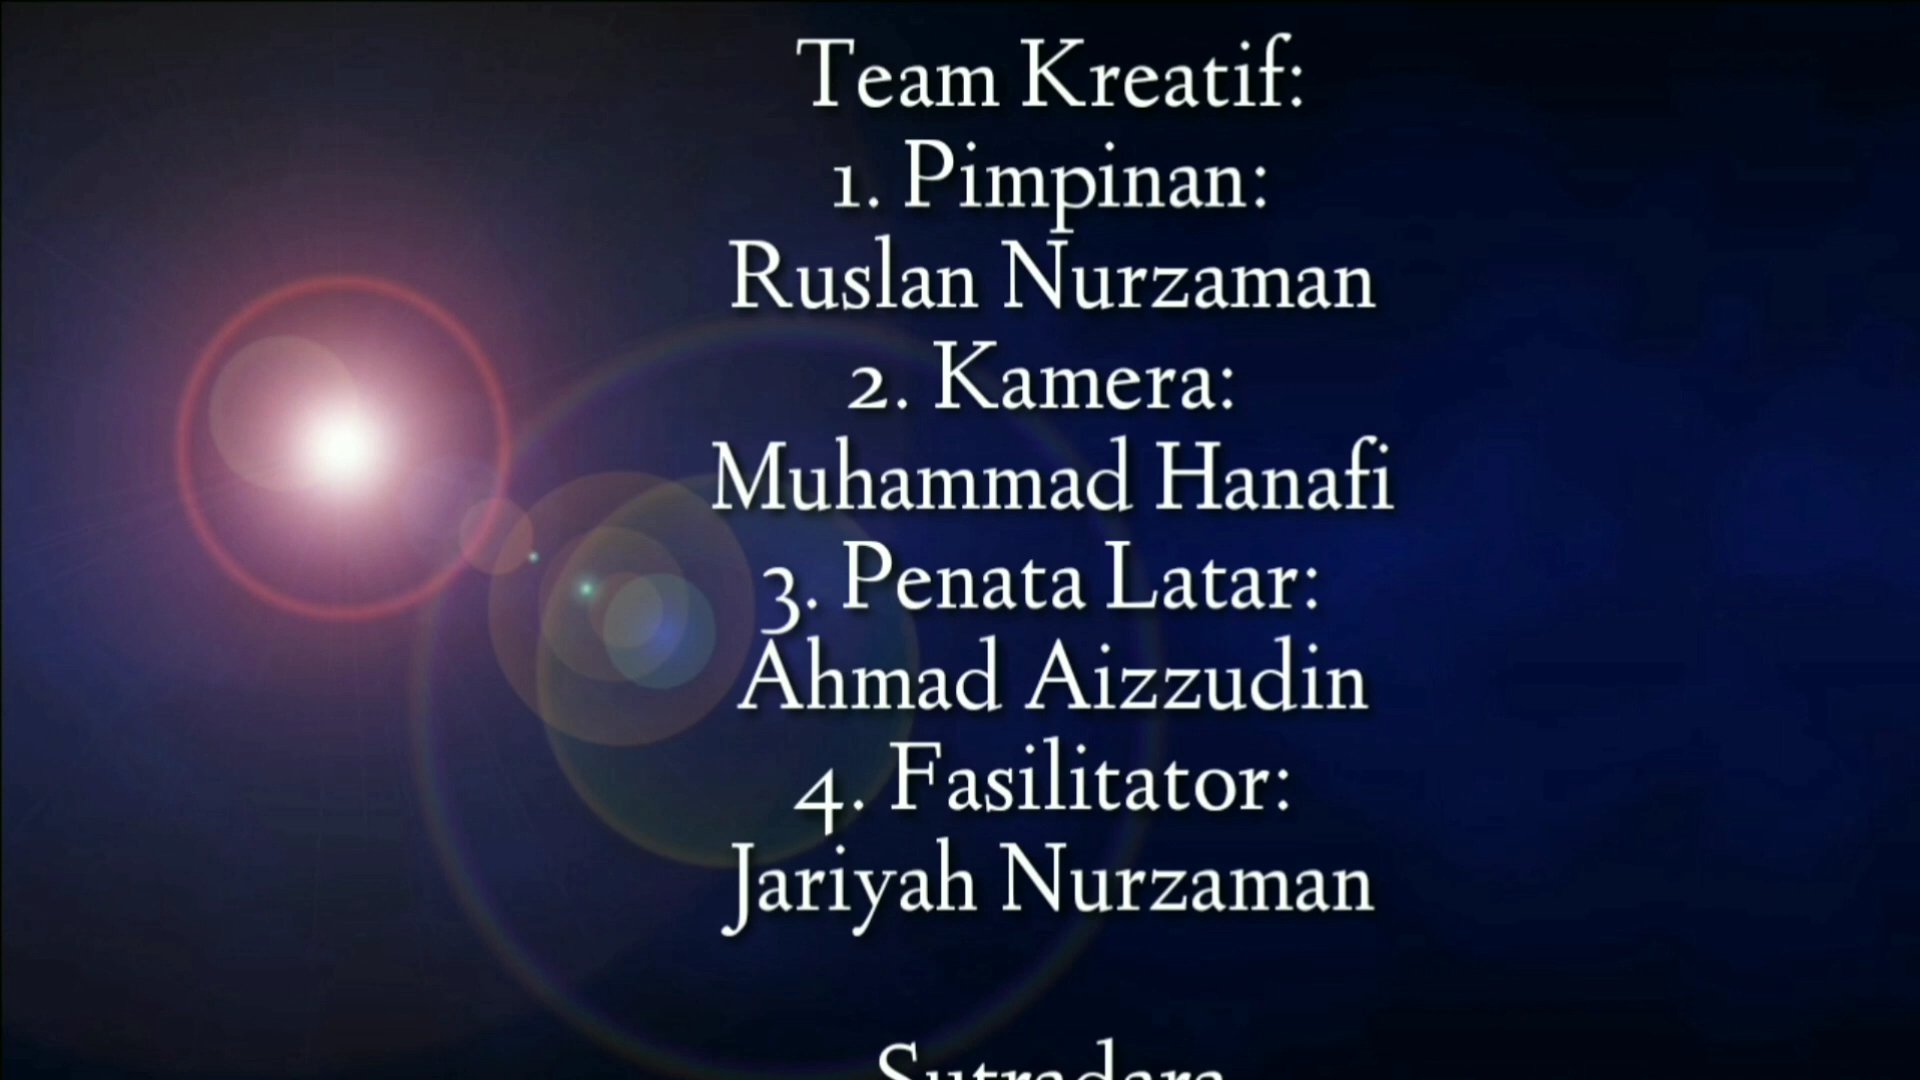 Team Kreatif:
1. Pimpinan:
Ruslan Nurzaman
2. Kamera:
Muhammad Hanafi
3. Penata Latar:
Ahmad Aizzudin
4. Fasilitator:
Jariyah Nurzaman
Sutradara